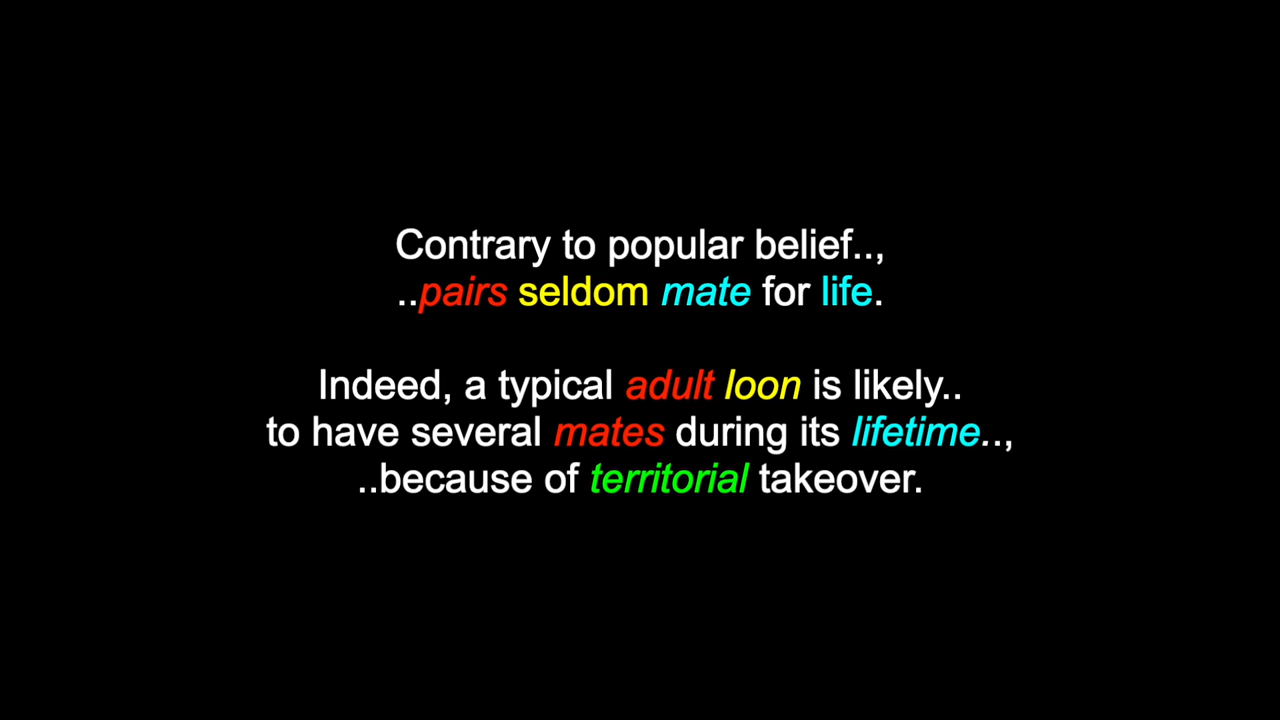 Contrary to popular belief..,
..pairs seldom mate for life.
Indeed, a typical adult loon is likely..
to have several mates during its lifetime..,
..because of territorial takeover.